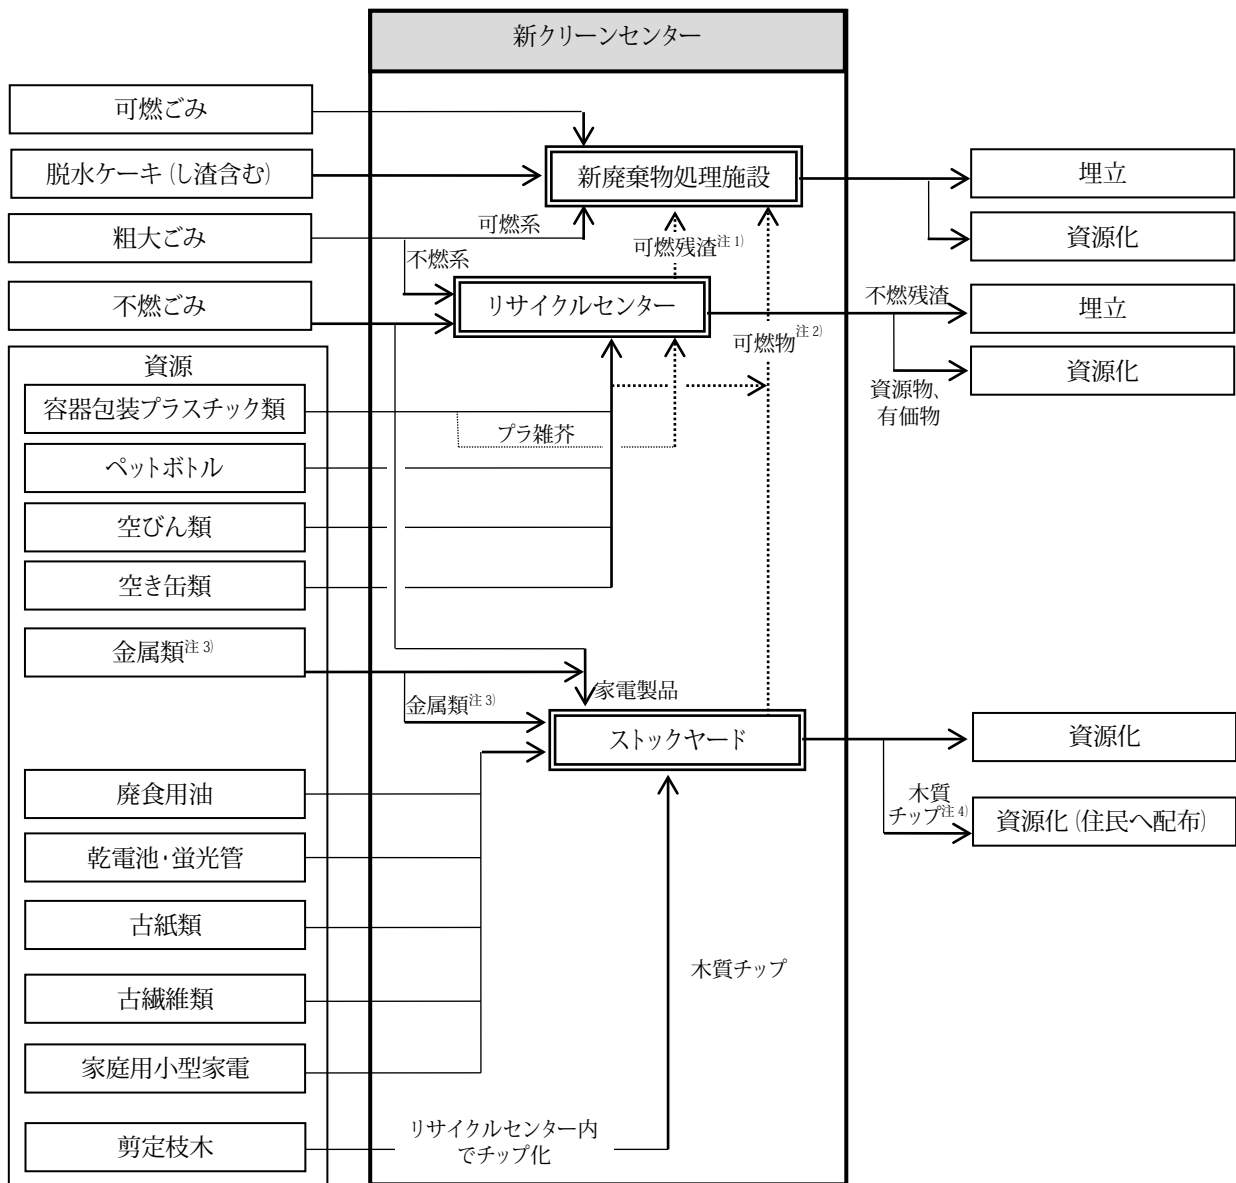 新クリーンセンター
可燃ごみ
脱水ケーキ(し渣含む)
新廃棄物処理施設
埋立
粗大ごみ
可燃系
可燃残渣注1)
資源化
不燃系
不燃ごみ
リサイクルセンター
不燃残渣
埋立
可燃物注2)
資源
資源化
資源物、
有価物
容器包装プラスチック類
プラ雑芥
ペットボトル
空びん類
空き缶類
金属類注3)
家電製品
金属類注3)
ストックヤード
資源化
廃食用油
木質
チップ注4)
資源化(住民へ配布)
乾電池・蛍光管
古紙類
木質チップ
古繊維類
家庭用小型家電
リサイクルセンター内
でチップ化
剪定枝木